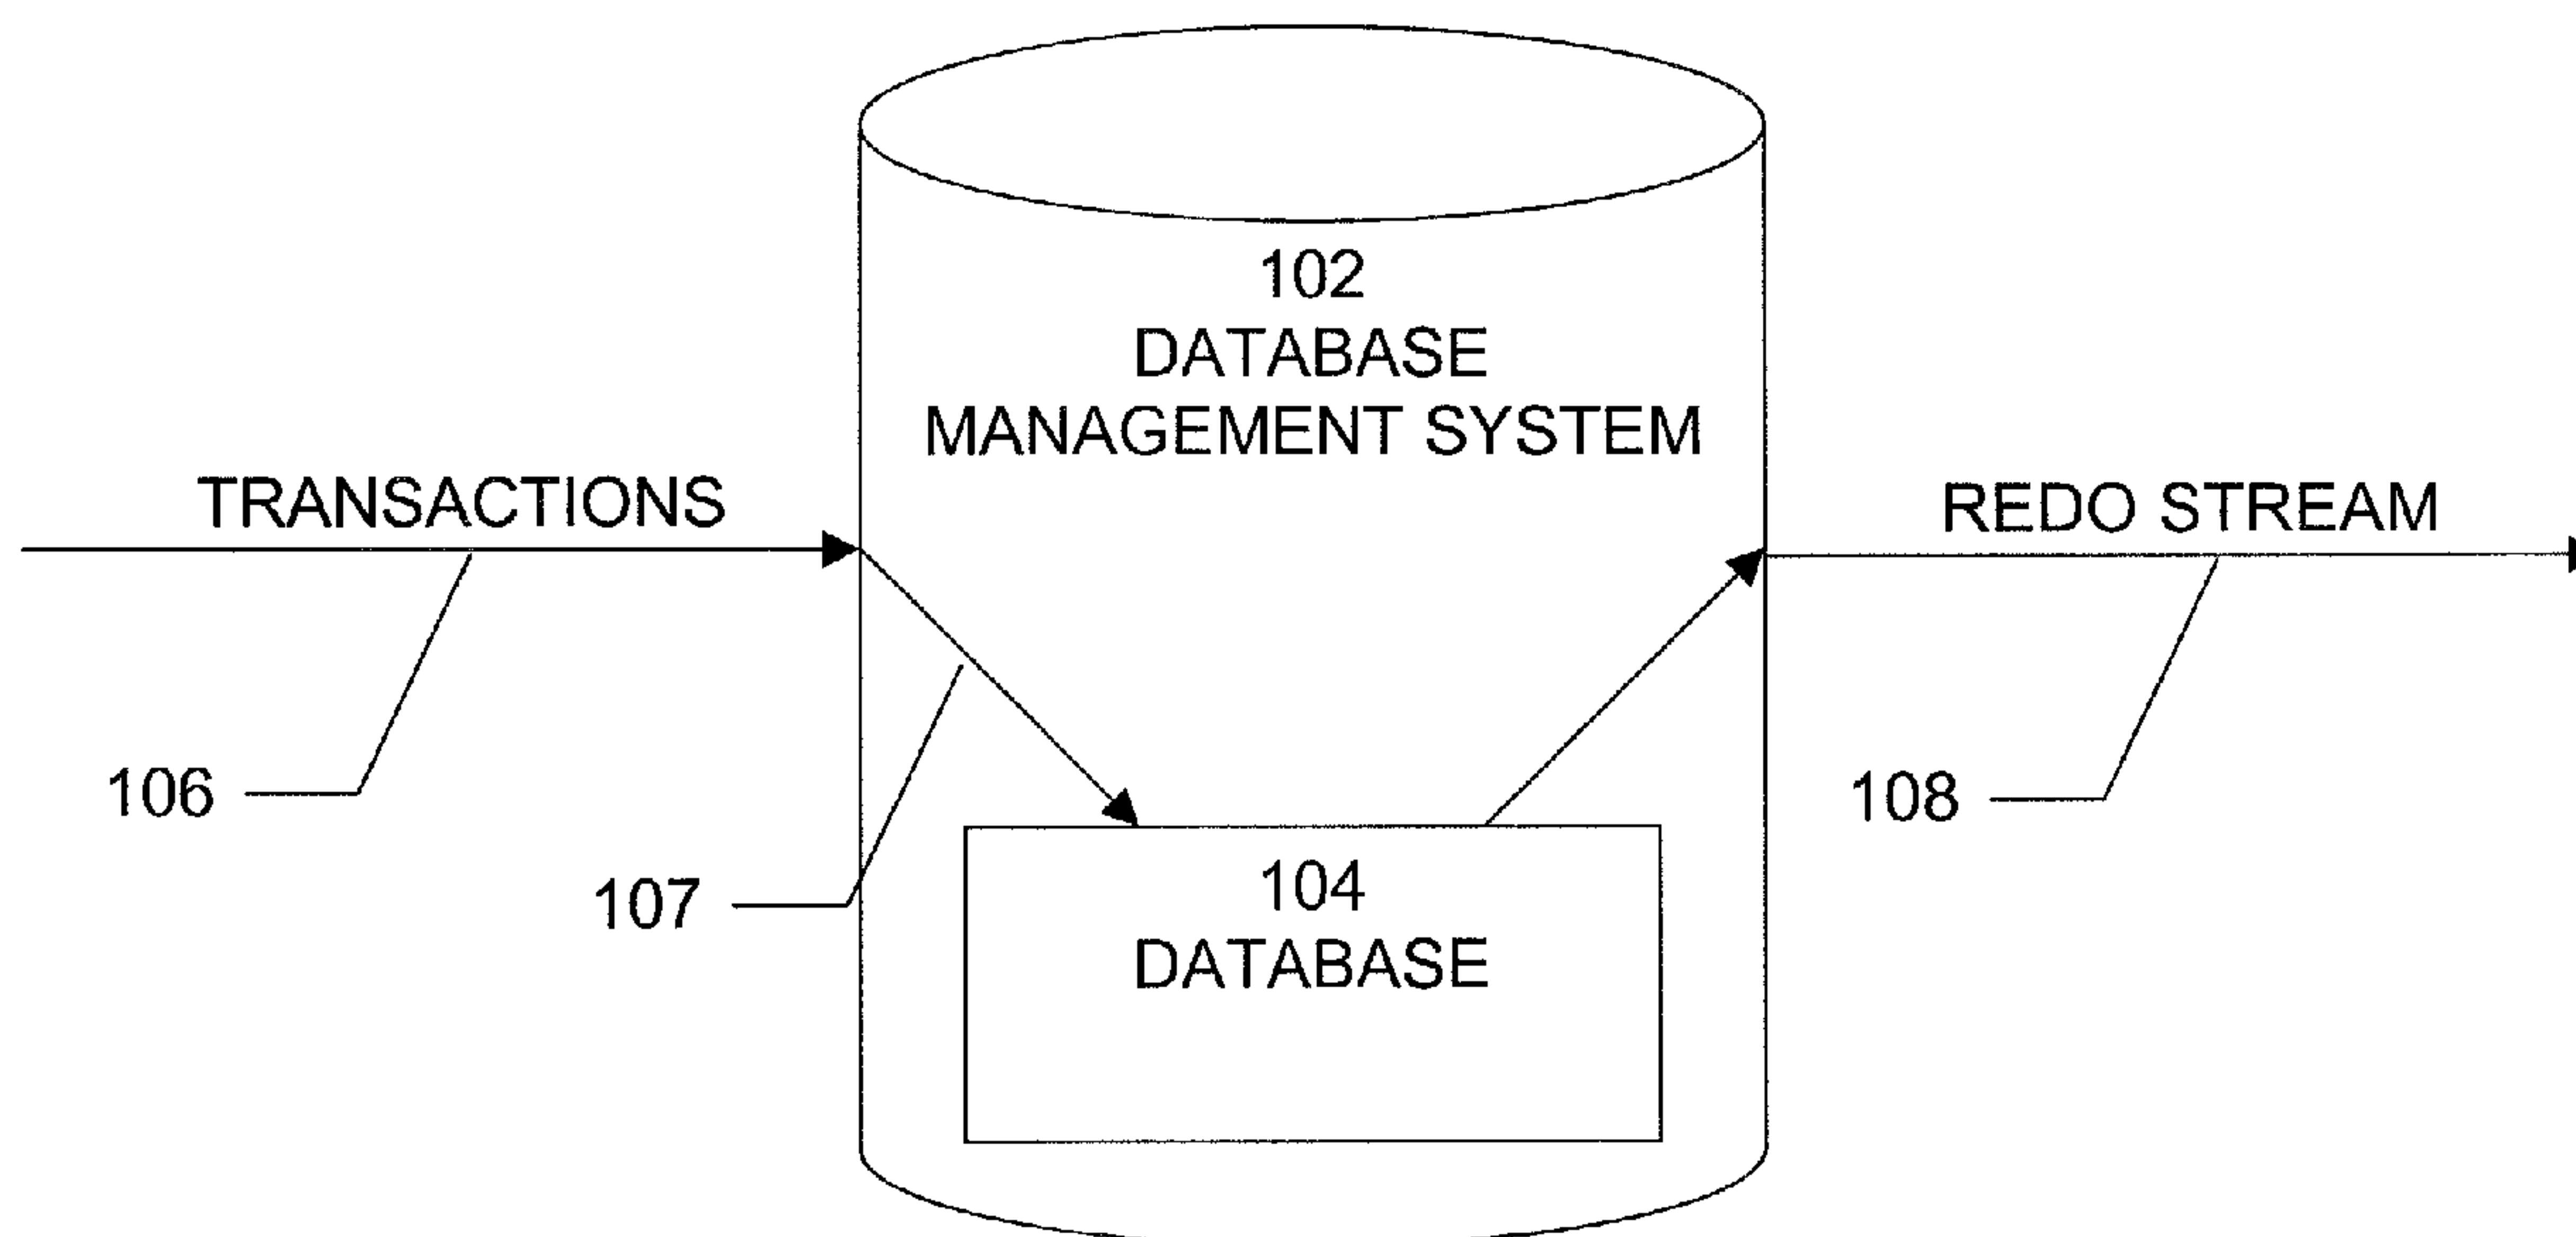 102
DATABASE
MANAGEMENT SYSTEM
TRANSACTIONS
REDO STREAM
106
108
107
104
DATABASE